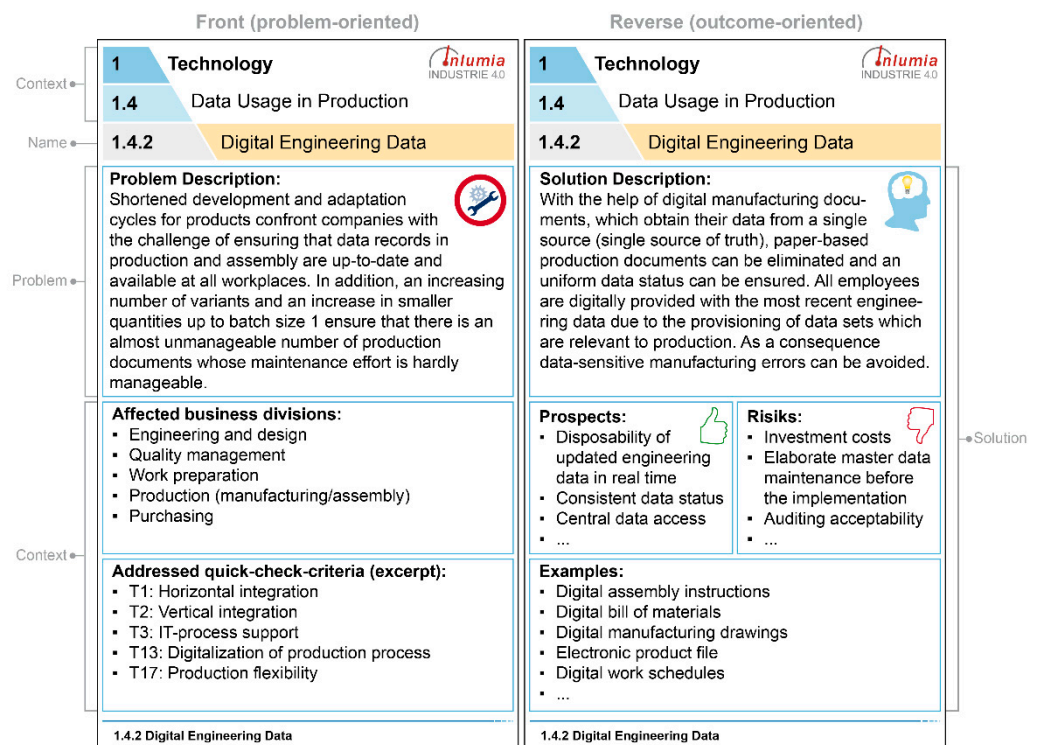 Front (problem-oriented)
Reverse (outcome-oriented)
Context
Name
Problem
Context
1 Technology
inlumia
INDUSTRIE 4.0
1.4 Data Usage in Production
1.4.2 Digital Engineering Data
Problem Description:
Shortened development and adaptation
cycles for products confront companies with
the challenge of ensuring that data records in
production and assembly are up-to-date and
available at all workplaces. In addition, an increasing
number of variants and an increase in smaller
quantities up to batch size 1 ensure that there is an
almost unmanageable number of production
documents whose maintenance effort is hardly
manageable.
Affected business divisions:
▪ Engineering and design
▪ Quality management
▪ Work preparation
▪ Production (manufacturing/assembly)
▪ Purchasing
Addressed quick-check-criteria (excerpt):
▪ T1: Horizontal integration
▪ T2: Vertical integration
▪ T3: IT-process support
▪ T13: Digitalization of production process
▪ T17: Production flexibility
1.4.2 Digital Engineering Data
1 Technology
inlumia
INDUSTRIE 4.0
1.4 Data Usage in Production
1.4.2 Digital Engineering Data
Solution Description:
With the help of digital manufacturing docu-
ments, which obtain their data from a single
source (single source of truth), paper-based
production documents can be eliminated and an
uniform data status can be ensured. All employees
are digitally provided with the most recent enginee-
ring data due to the provisioning of data sets which
are relevant to production. As a consequence
data-sensitive manufacturing errors can be avoided.
Prospects:
▪ Disposability of
updated engineering
data in real time
▪ Consistent data status
▪ Central data access
▪ ...
Risiks:
▪ Investment costs
▪ Elaborate master data
maintenance before
the implementation
▪ Auditing acceptability
▪ ...
Examples:
▪ Digital assembly instructions
▪ Digital bill of materials
▪ Digital manufacturing drawings
▪ Electronic product file
▪ Digital work schedules
▪ ...
1.4.2 Digital Engineering Data
Solution